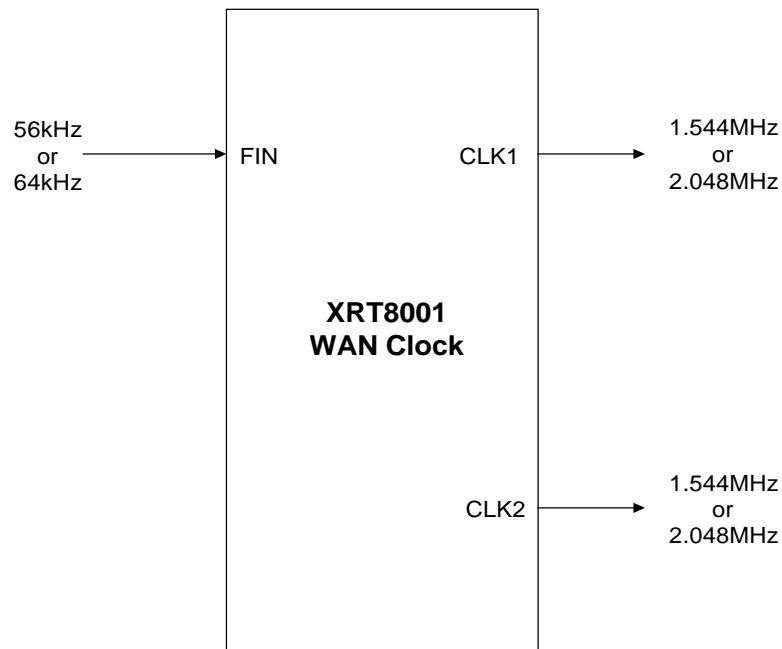 56kHz
or
64kHz
FIN
CLK1
1.544MHz
or
2.048MHz
XRT8001
WAN Clock
CLK2
1.544MHz
or
2.048MHz